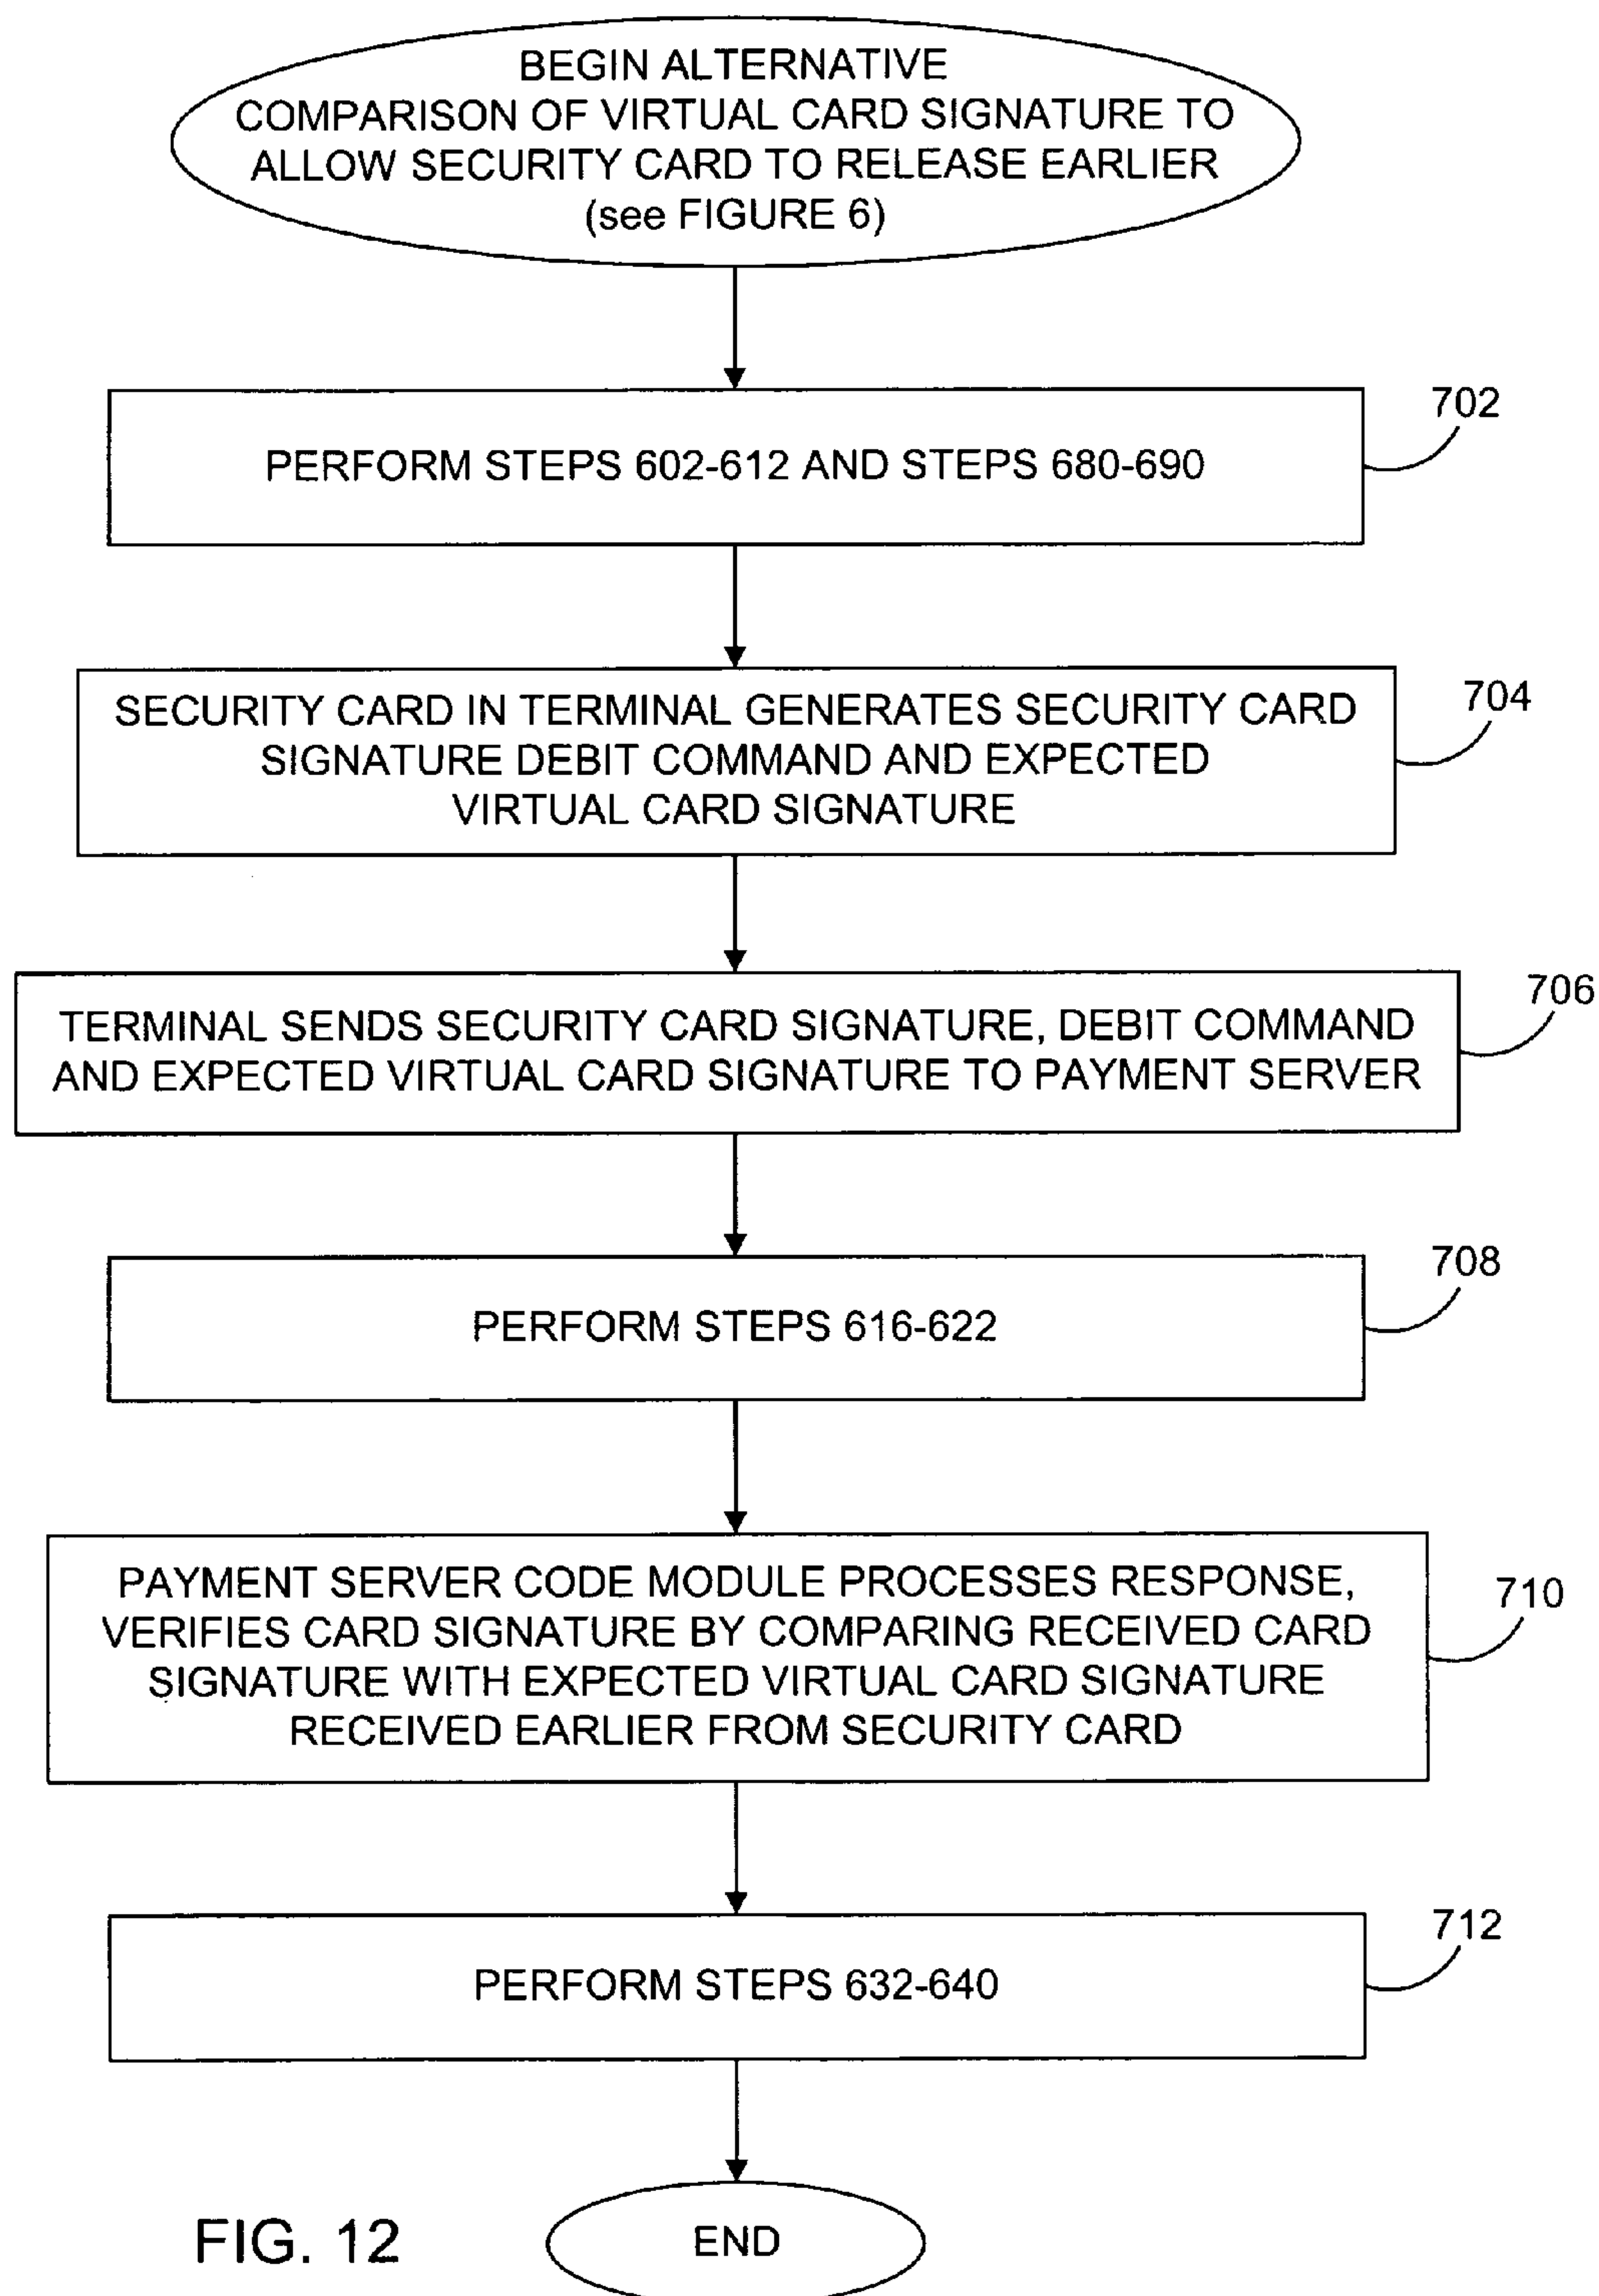 BEGIN ALTERNATIVE
COMPARISON OF VIRTUAL CARD SIGNATURE TO
ALLOW SECURITY CARD TO RELEASE EARLIER
(see FIGURE 6)
702
PERFORM STEPS 602-612 AND STEPS 680-690
704
SECURITY CARD IN TERMINAL GENERATES SECURITY CARD
SIGNATURE DEBIT COMMAND AND EXPECTED
VIRTUAL CARD SIGNATURE
706
TERMINAL SENDS SECURITY CARD SIGNATURE, DEBIT COMMAND
AND EXPECTED VIRTUAL CARD SIGNATURE TO PAYMENT SERVER
708
PERFORM STEPS 616-622
710
PAYMENT SERVER CODE MODULE PROCESSES RESPONSE,
VERIFIES CARD SIGNATURE BY COMPARING RECEIVED CARD
SIGNATURE WITH EXPECTED VIRTUAL CARD SIGNATURE
RECEIVED EARLIER FROM SECURITY CARD
712
PERFORM STEPS 632-640
END
FIG. 12